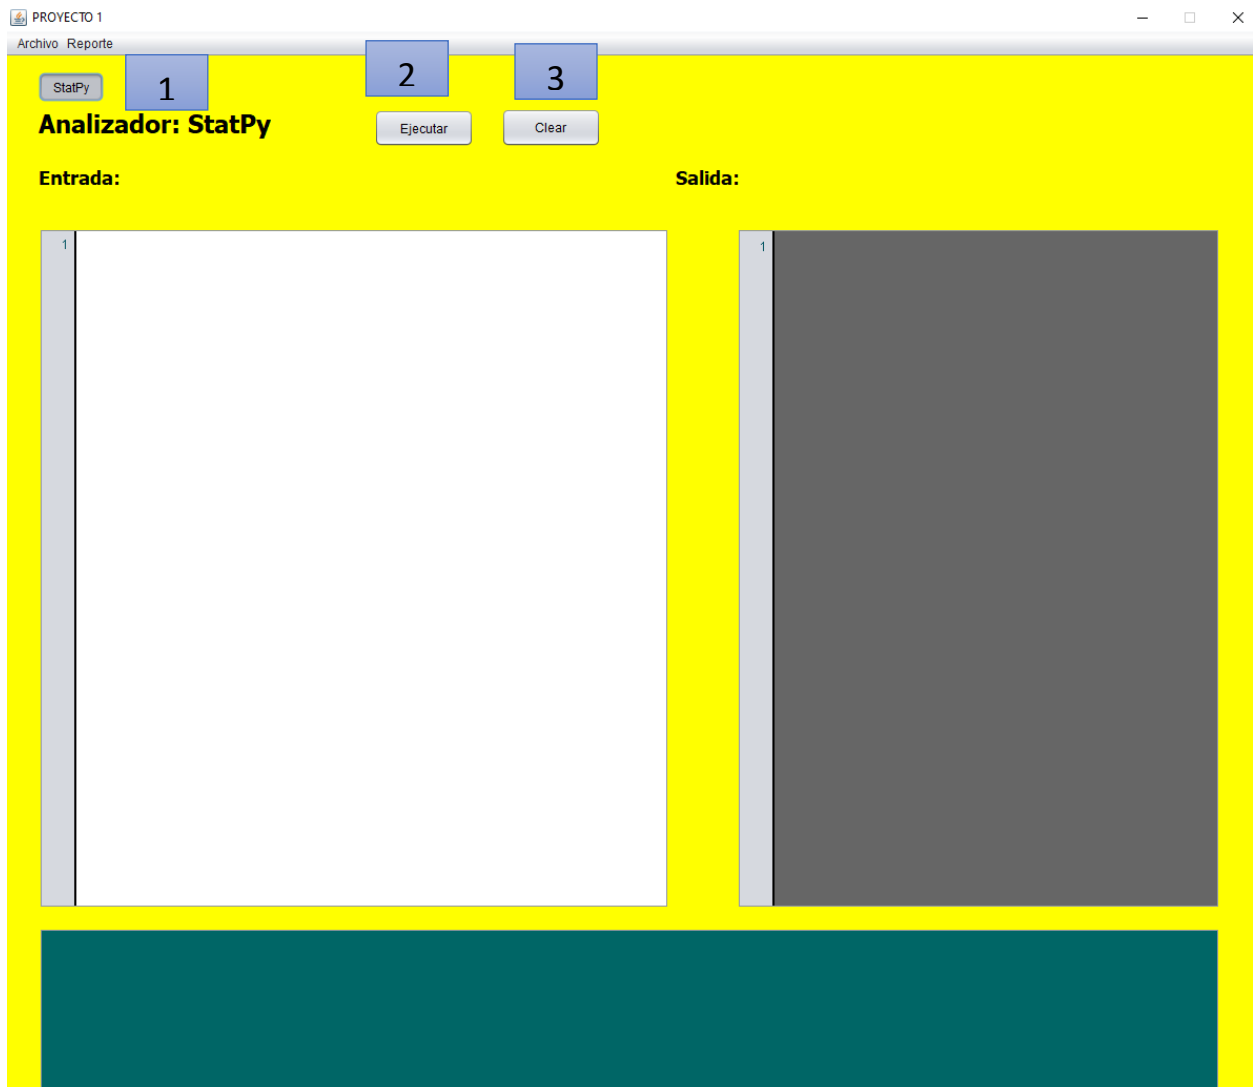 PROYECTO 1
Archivo Reporte
StatPy
1
2
3
Analizador: StatPy
Ejecutar
Clear
Entrada:
Salida:
1
1